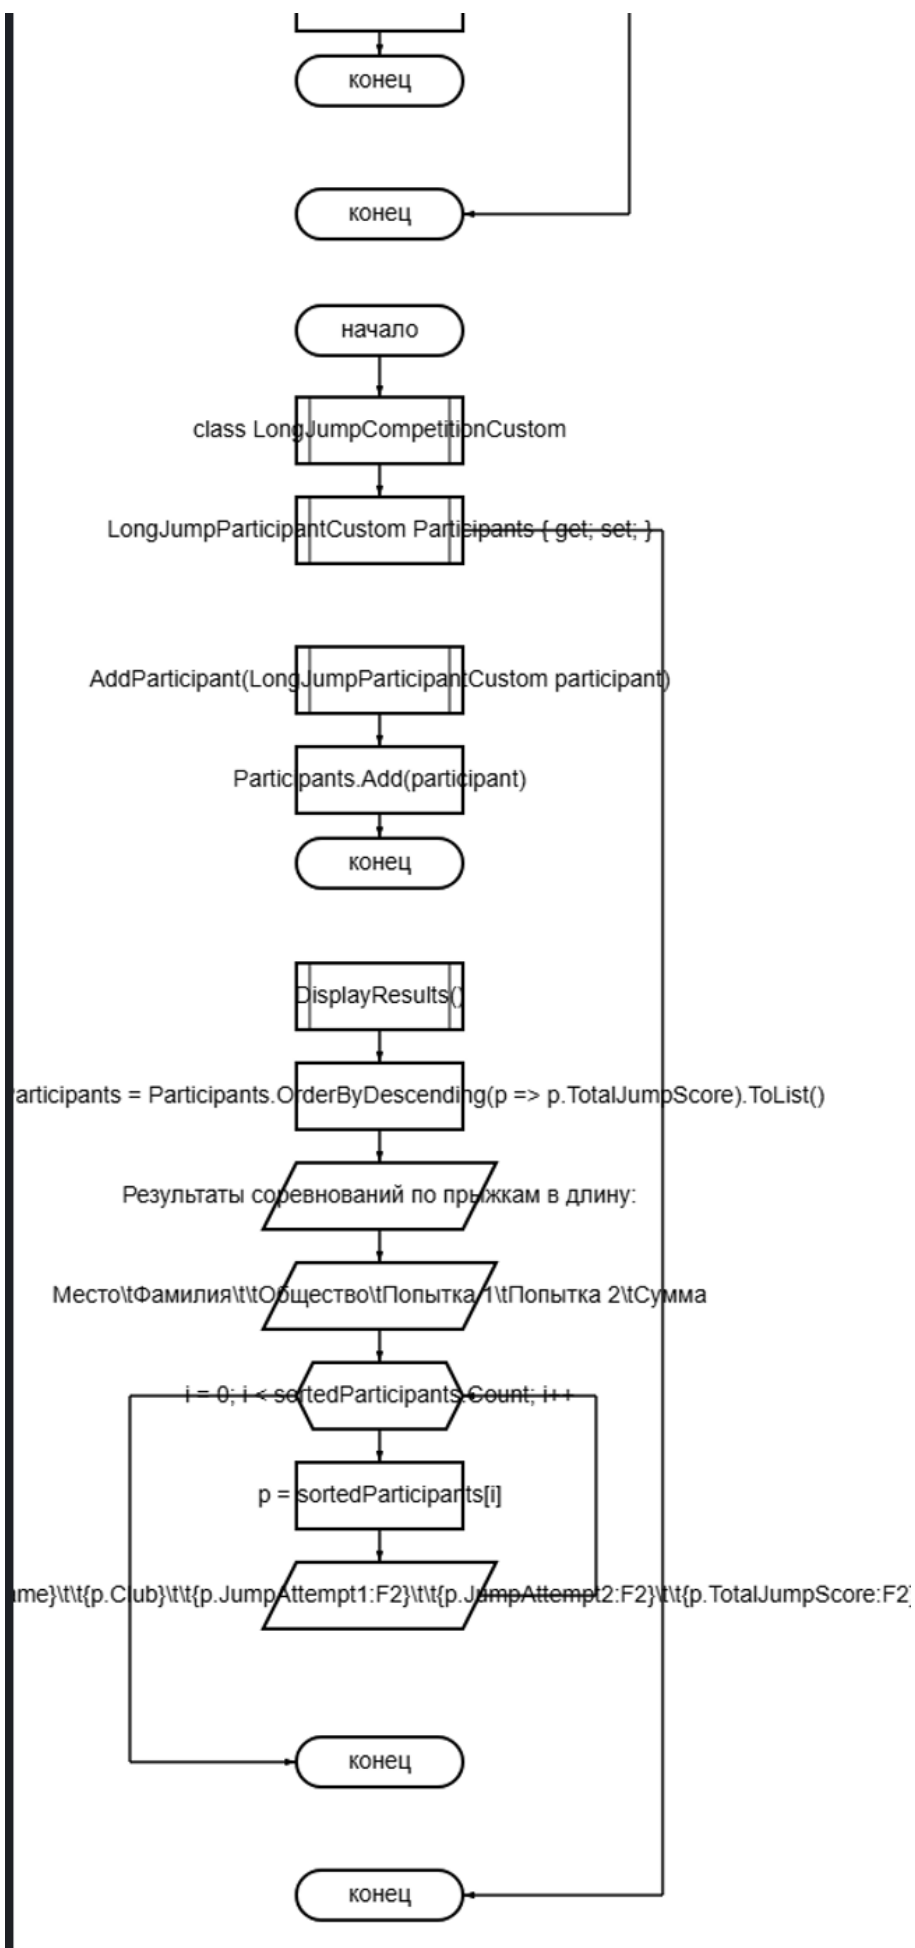 конец
конец
начало
class LongJumpCompetitionCustom
LongJumpParticipantCustom Participants { get; set; }
AddParticipant(LongJumpParticipantCustom participant)
Participants.Add(participant)
конец
DisplayResults()
= Participants.OrderByDescending(p => p.TotalJumpScore).ToList()
Результаты соревнований по прыжкам в длину:
Место\tФамилия\t\tОбщество\tПопытка 1\tПопытка 2\tСумма
i = 0; i < sortedParticipants.Count; i++
p = sortedParticipants[i]
\t\t{p.Club}\t\t{p.JumpAttempt1:F2}\t\t{p.JumpAttempt2:F2}\t\t{p.TotalJumpScore:F2}
конец
конец